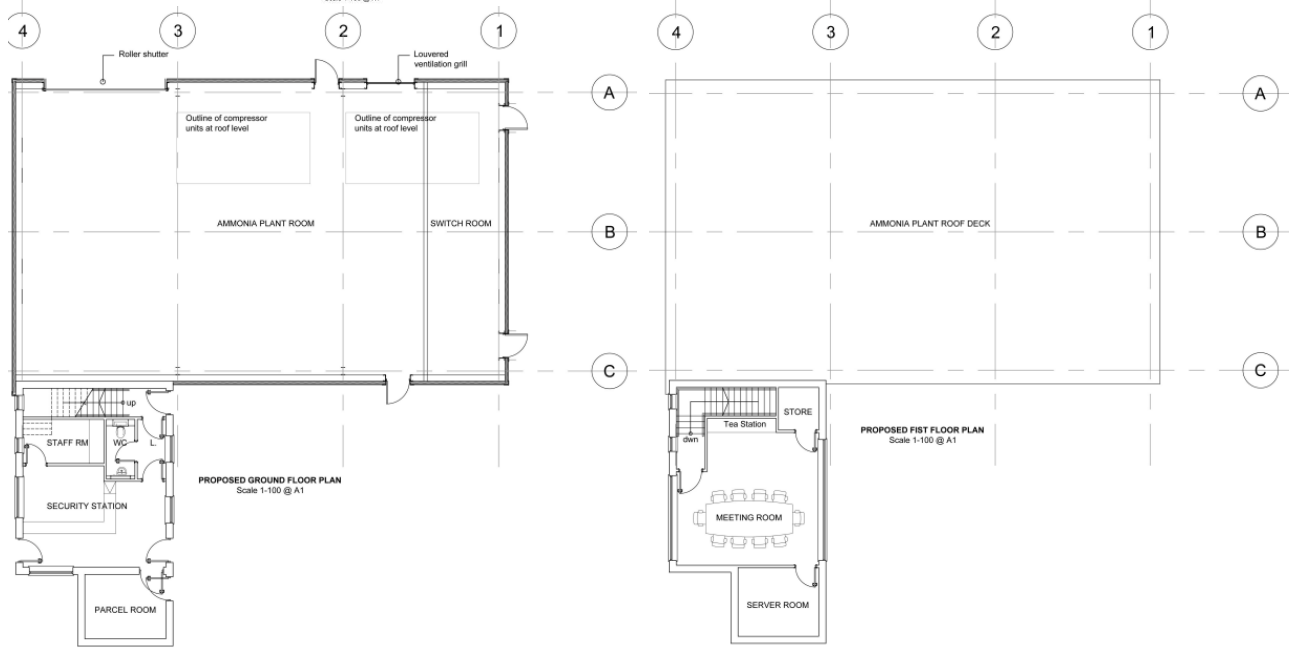 4
3
2
1
Roller shutter
Louvered
ventilation grill
A
Outline of compressor
units at roof level
Outline of compressor
units at roof level
AMMONIA PLANT ROOM
SWITCH ROOM
B
C
up
STAFF RM
WC
L.
SECURITY STATION
PARCEL ROOM
PROPOSED GROUND FLOOR PLAN
Scale 1-100 @ A1
4
3
2
1
A
AMMONIA PLANT ROOF DECK
B
C
STORE
Tea Station
dwn
MEETING ROOM
SERVER ROOM
PROPOSED FIST FLOOR PLAN
Scale 1-100 @ A1